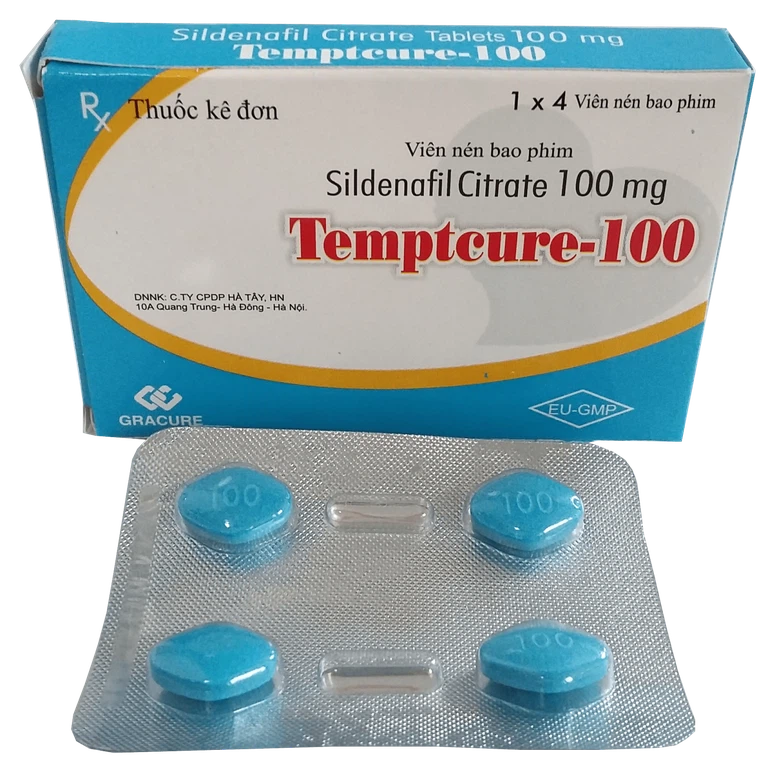 Sildenafil Citrate Tablets 100 mg
Temptcure-100
Rx Thuốc kê đơn
1 x 4 Viên nén bao phim
Viên nén bao phim
Sildenafil Citrate 100 mg
Temptcure-100
DNNK: C.TY CPDP HÀ TÂY, HN
10A Quang Trung- Hà Đông - Hà Nội.
GRACURE
EU-GMP
100
100
100